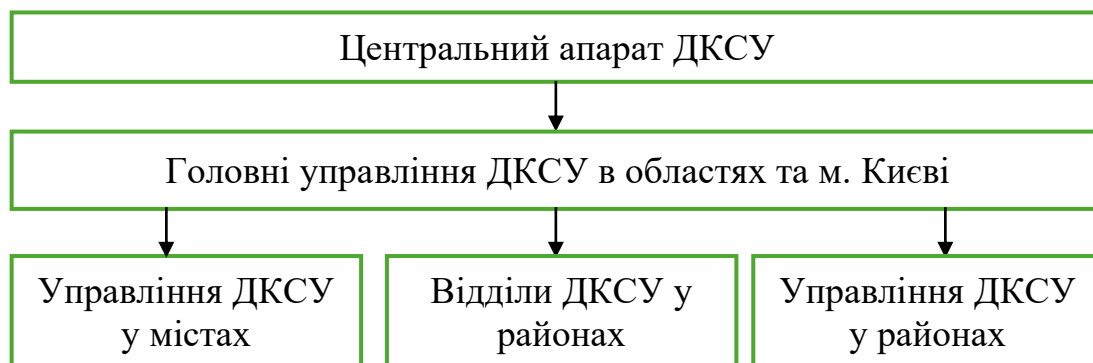 Центральний апарат ДКСУ
Головні управління ДКСУ в областях та м. Києві
Управління ДКСУ
у містах
Відділи ДКСУ у
районах
Управління ДКСУ
у районах